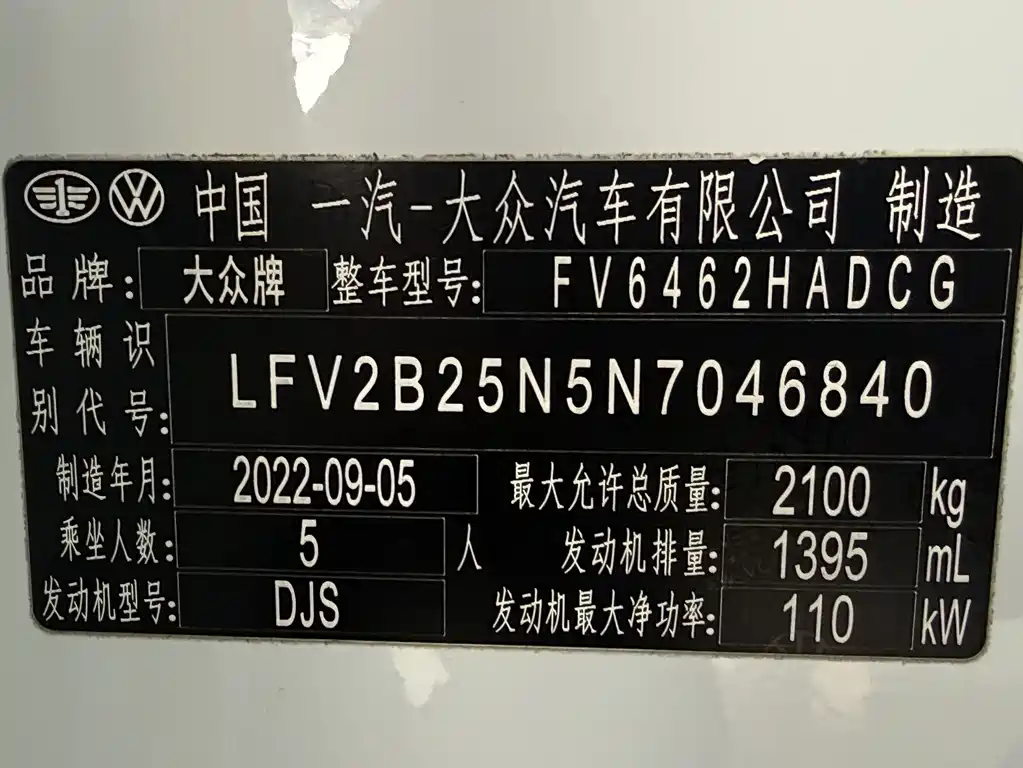 中国 一汽-大众汽车有限公司 制造
品牌: 大众牌 整车型号: FV6462HADCG
车辆识别代号: LFV2B25N5N7046840
制造年月: 2022-09-05 最大允许总质量: 2100 kg
乘坐人数: 5 人 发动机排量: 1395 mL
发动机型号: DJS 发动机最大净功率: 110 kW